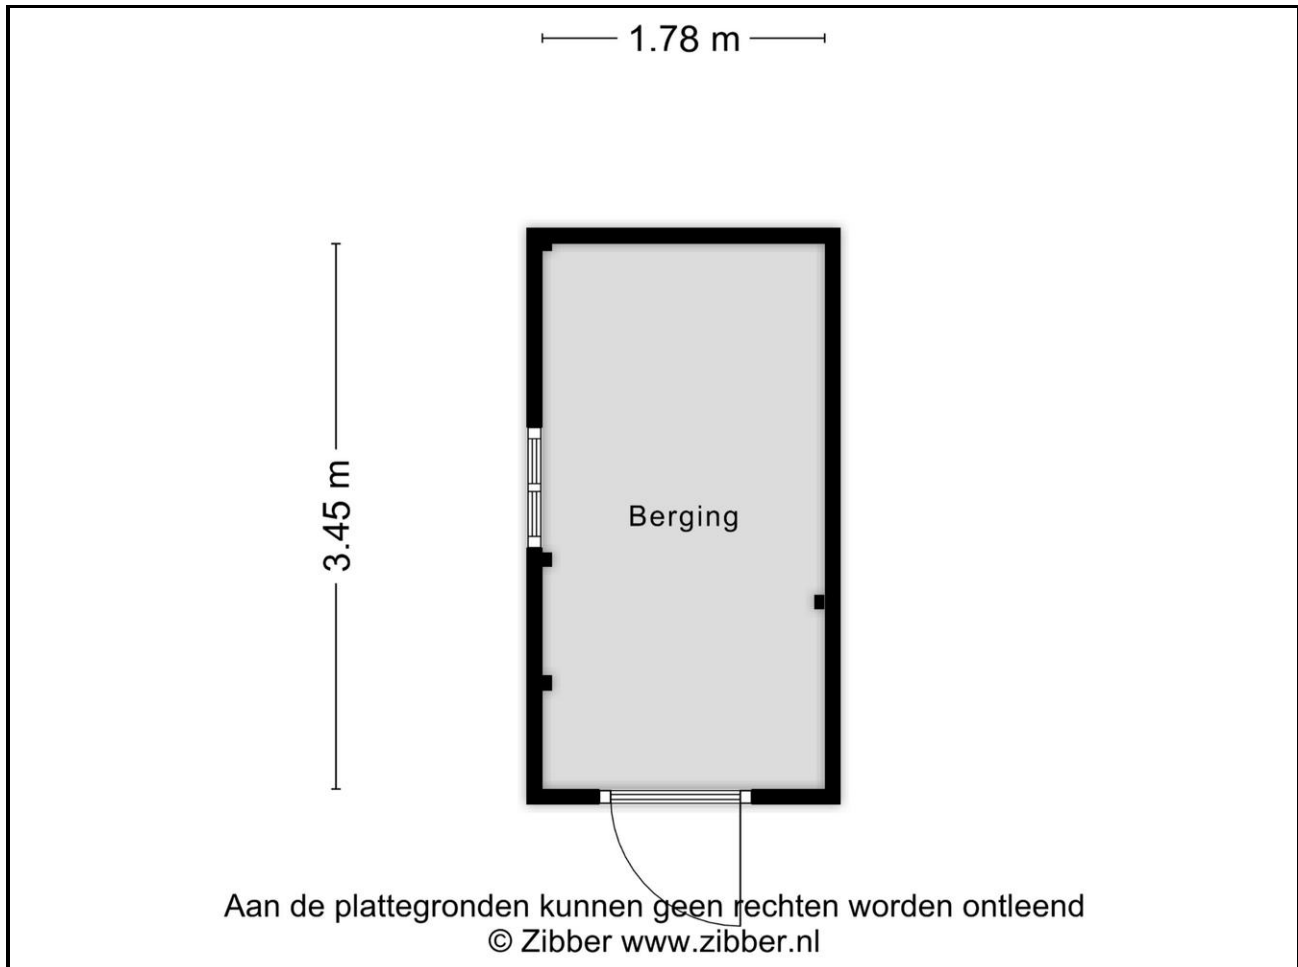 1.78 m
3.45 m
Berging
Aan de plattegronden kunnen geen rechten worden ontleend
© Zibber www.zibber.nl